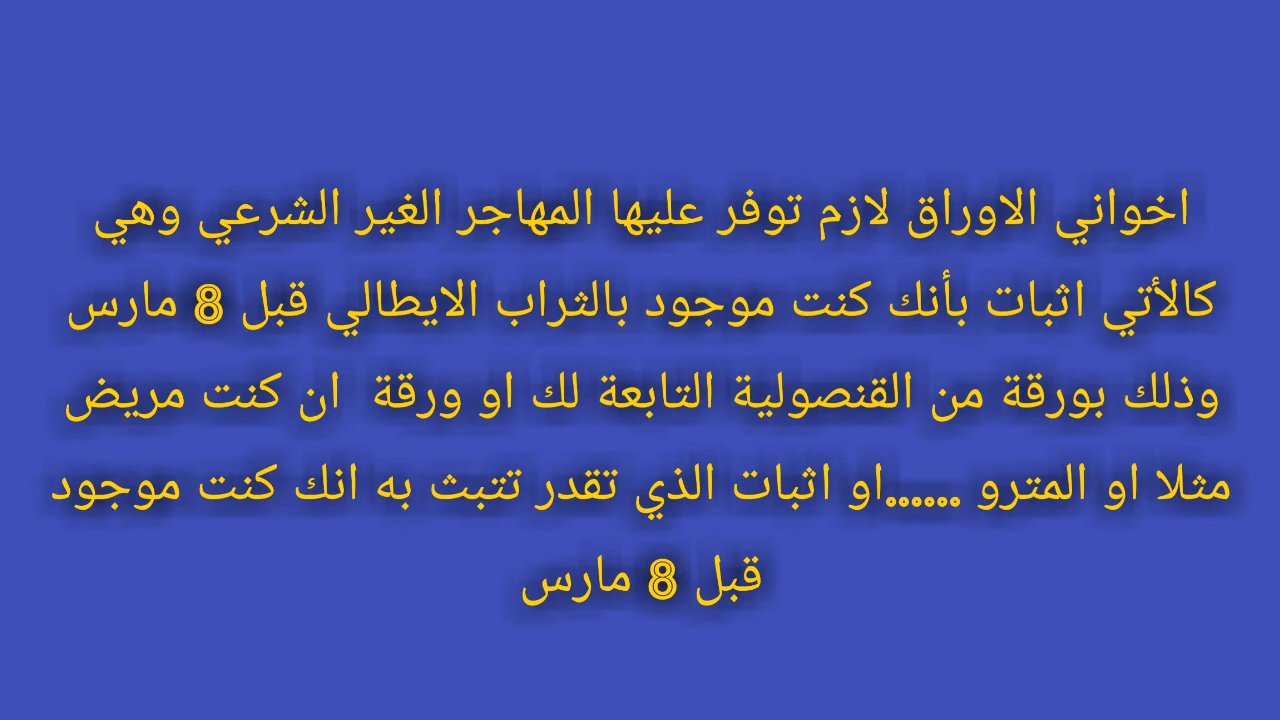 اخواني الاوراق لازم توفر عليها المهاجر الغير الشرعي وهي
كالأتي اثبات بأنك كنت موجود بالثراب الايطالي قبل 8 مارس
وذلك بورقة من القنصولية التابعة لك او ورقة  ان كنت مريض
مثلا او المترو ......او اثبات الذي تقدر تتبث به انك كنت موجود
قبل 8 مارس